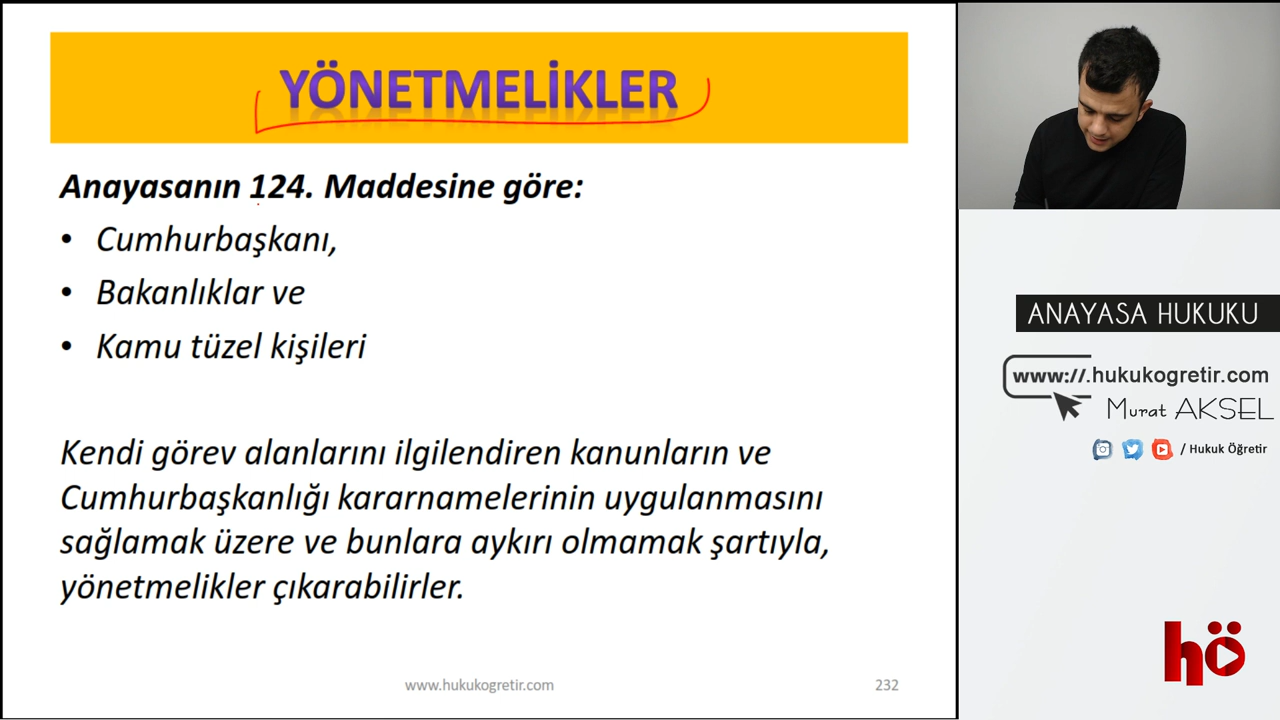 YÖNETMELİKLER
Anayasanın 124. Maddesine göre:
• Cumhurbaşkanı,
• Bakanlıklar ve
• Kamu tüzel kişileri
Kendi görev alanlarını ilgilendiren kanunların ve
Cumhurbaşkanlığı kararnamelerinin uygulanmasını
sağlamak üzere ve bunlara aykırı olmamak şartıyla,
yönetmelikler çıkarabilirler.
www.hukukogretir.com
232
ANAYASA HUKUKU
www://.hukukogretir.com
Murat AKSEL
/ Hukuk Öğretir
hö